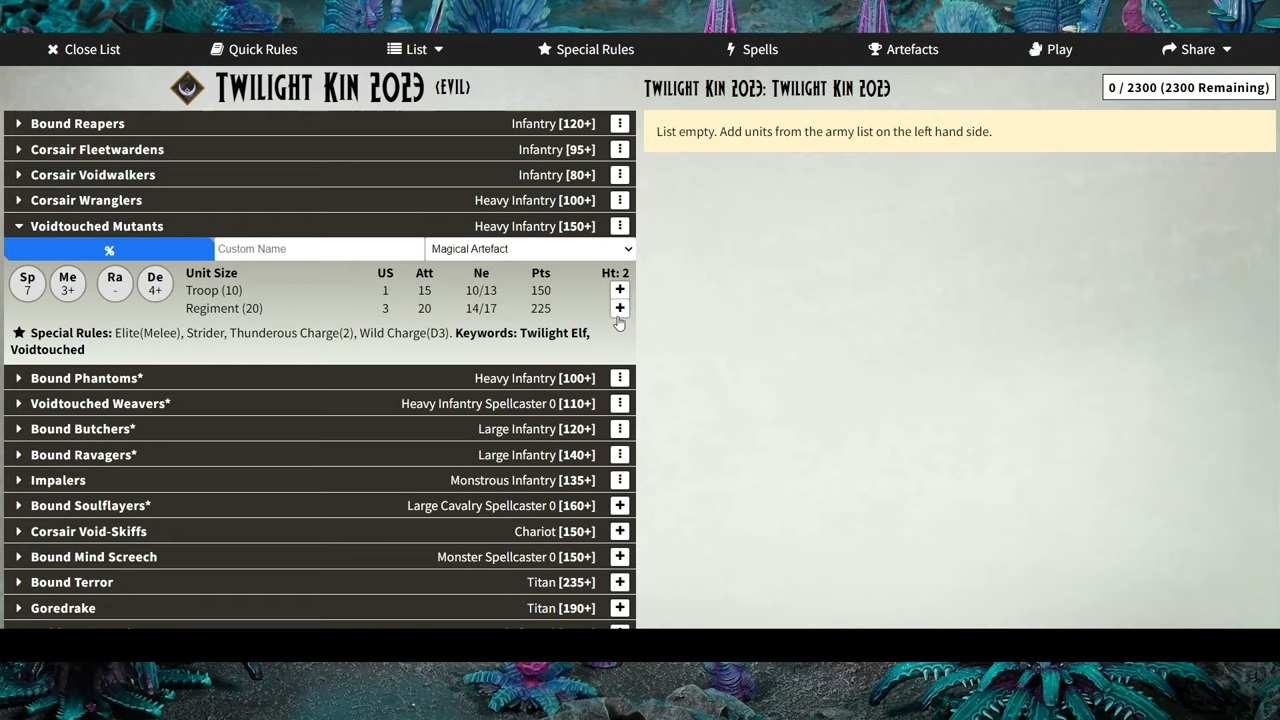 Close List Quick Rules List Special Rules Spells Artefacts Play Share
Twilight Kin 2023 (Evil)
Bound Reapers Infantry [120+]
Corsair Fleetwardens Infantry [95+]
Corsair Voidwalkers Infantry [80+]
Corsair Wranglers Heavy Infantry [100+]
Voidtouched Mutants Heavy Infantry [150+]
% Custom Name Magical Artefact
Sp 7 Me 3+ Ra - De 4+
Unit Size US Att Ne Pts Ht: 2
Troop (10) 1 15 10/13 150
Regiment (20) 3 20 14/17 225
Special Rules: Elite(Melee), Strider, Thunderous Charge(2), Wild Charge(D3). Keywords: Twilight Elf,
Voidtouched
Bound Phantoms* Heavy Infantry [100+]
Voidtouched Weavers* Heavy Infantry Spellcaster 0 [110+]
Bound Butchers* Large Infantry [120+]
Bound Ravagers* Large Infantry [140+]
Impalers Monstrous Infantry [135+]
Bound Soulflayers* Large Cavalry Spellcaster 0 [160+]
Corsair Void-Skiffs Chariot [150+]
Bound Mind Screech Monster Spellcaster 0 [150+]
Bound Terror Titan [235+]
Goredrake Titan [190+]
Twilight Kin 2023: Twilight Kin 2023 0 / 2300 (2300 Remaining)
List empty. Add units from the army list on the left hand side.